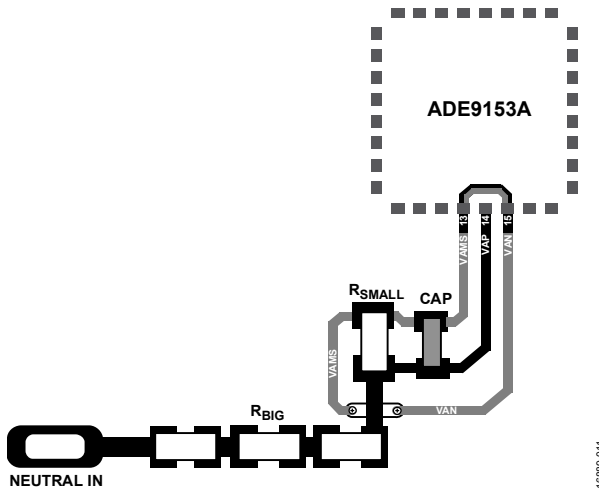 ADE9153A
13
14
15
VAMS
VAP
VAN
RSMALL
CAP
VAMS
RBIG
VAN
NEUTRAL IN